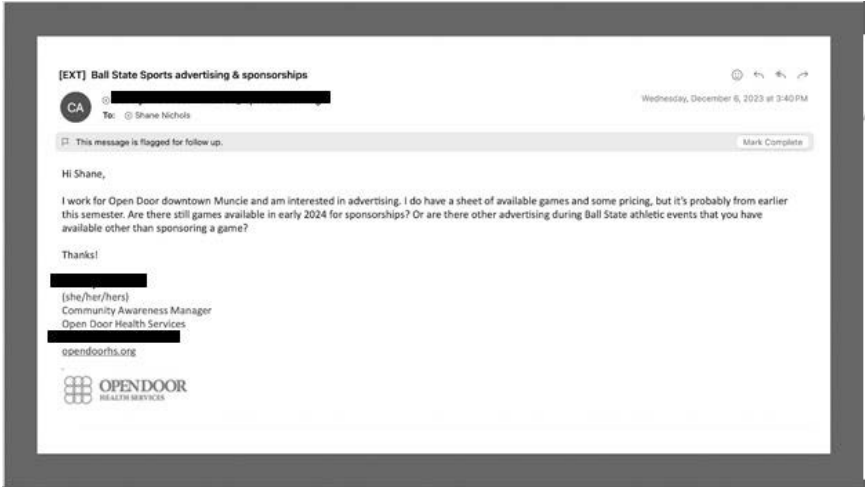 [EXT] Ball State Sports advertising & sponsorships
CA
Wednesday, December 6, 2023 at 3:40 PM
To: Shane Nichols
This message is flagged for follow up.
Mark Complete
Hi Shane,
I work for Open Door downtown Muncie and am interested in advertising. I do have a sheet of available games and some pricing, but it's probably from earlier
this semester. Are there still games available in early 2024 for sponsorships? Or are there other advertising during Ball State athletic events that you have
available other than sponsoring a game?
Thanks!
(she/her/hers)
Community Awareness Manager
Open Door Health Services
opendoorhs.org
OPENDOOR
HEALTH SERVICES